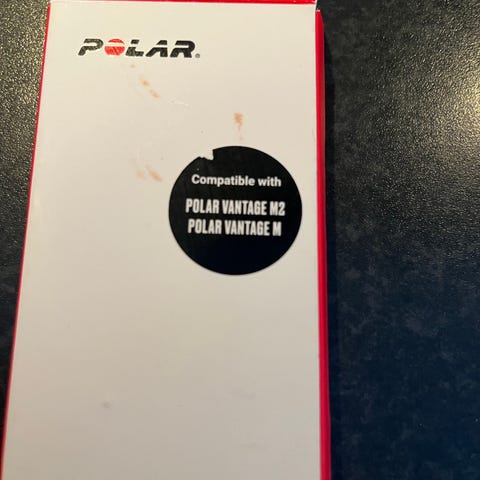 POLAR®
Compatible with
POLAR VANTAGE M2
POLAR VANTAGE M